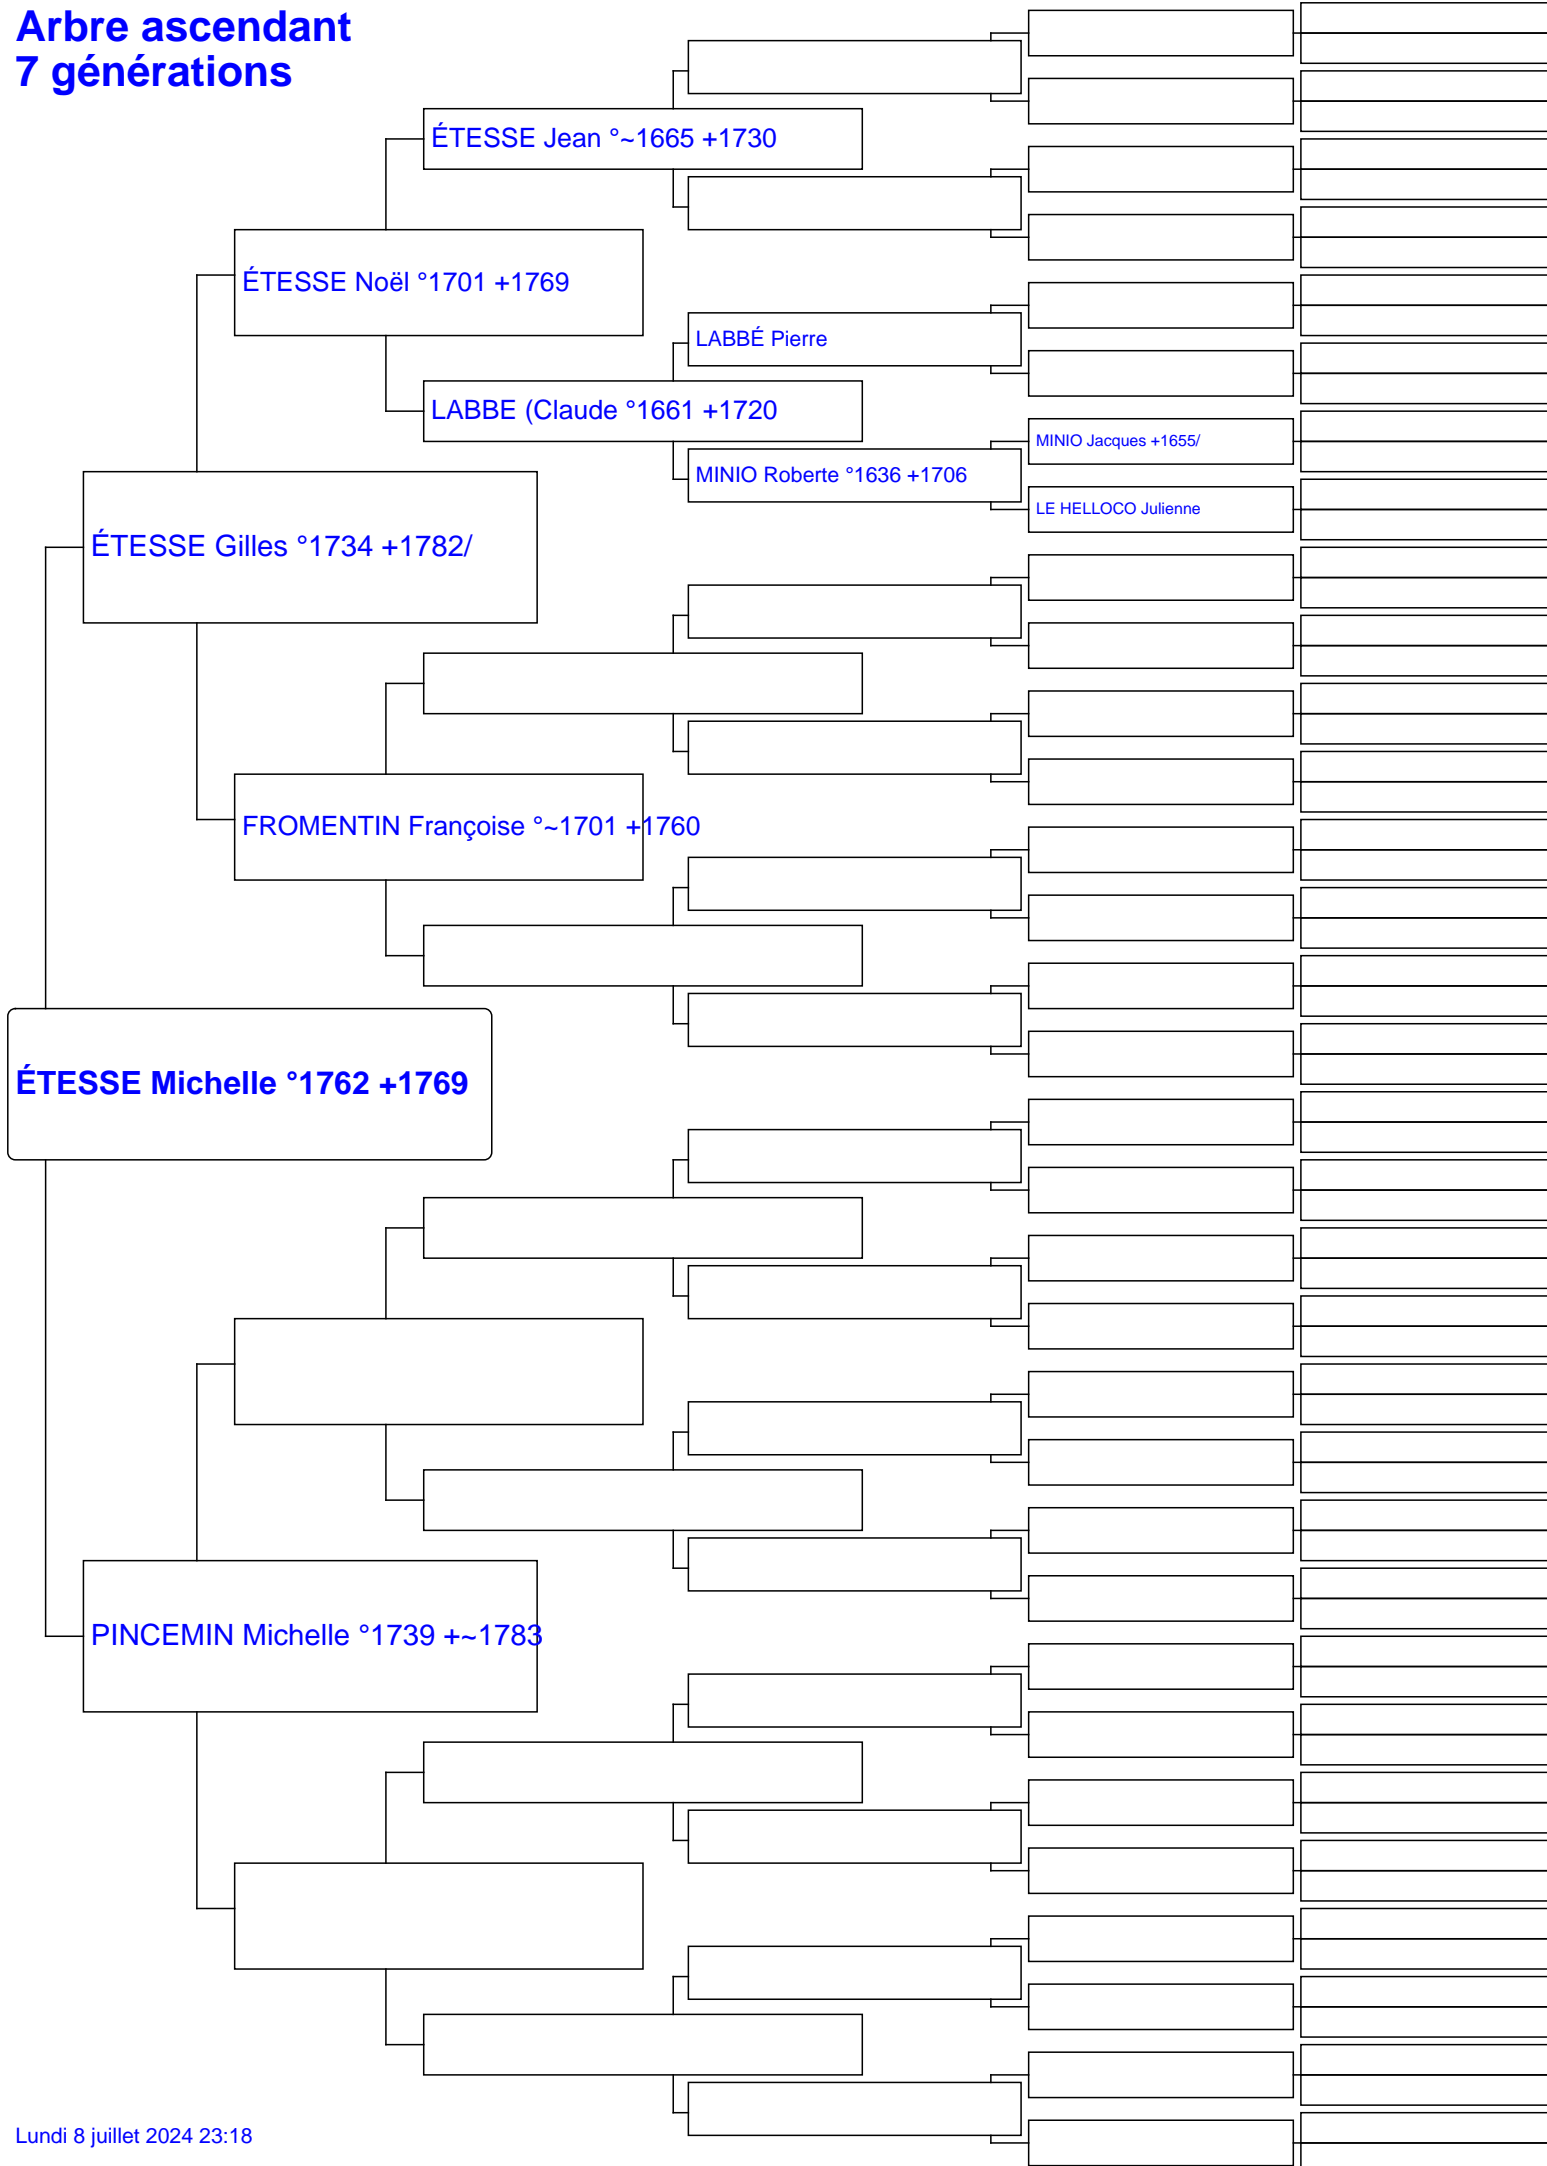 Arbre ascendant
7 générations
ÉTESSE Jean °~1665 +1730
ÉTESSE Noël °1701 +1769
LABBÉ Pierre
LABBE (Claude °1661 +1720
MINIO Jacques +1655/
MINIO Roberte °1636 +1706
LE HELLOCO Julienne
ÉTESSE Gilles °1734 +1782/
FROMENTIN Françoise °~1701 +1760
ÉTESSE Michelle °1762 +1769
PINCEMIN Michelle °1739 +~1783
Lundi 8 juillet 2024 23:18